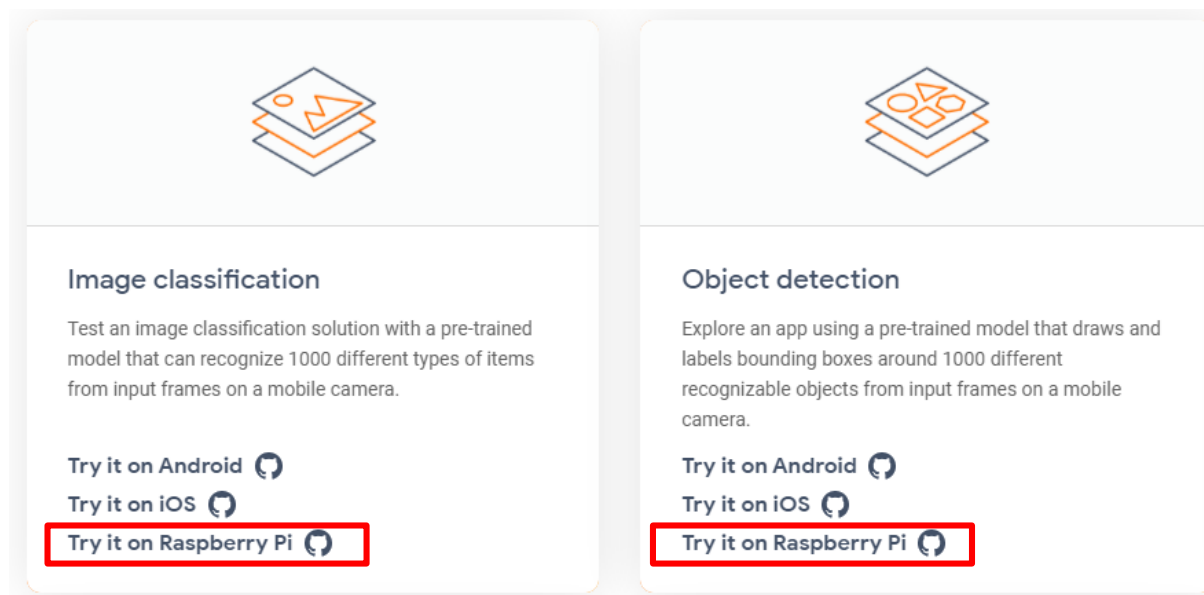 Image classification
Test an image classification solution with a pre-trained
model that can recognize 1000 different types of items
from input frames on a mobile camera.
Try it on Android
Try it on iOS
Try it on Raspberry Pi
Object detection
Explore an app using a pre-trained model that draws and
labels bounding boxes around 1000 different
recognizable objects from input frames on a mobile
camera.
Try it on Android
Try it on iOS
Try it on Raspberry Pi